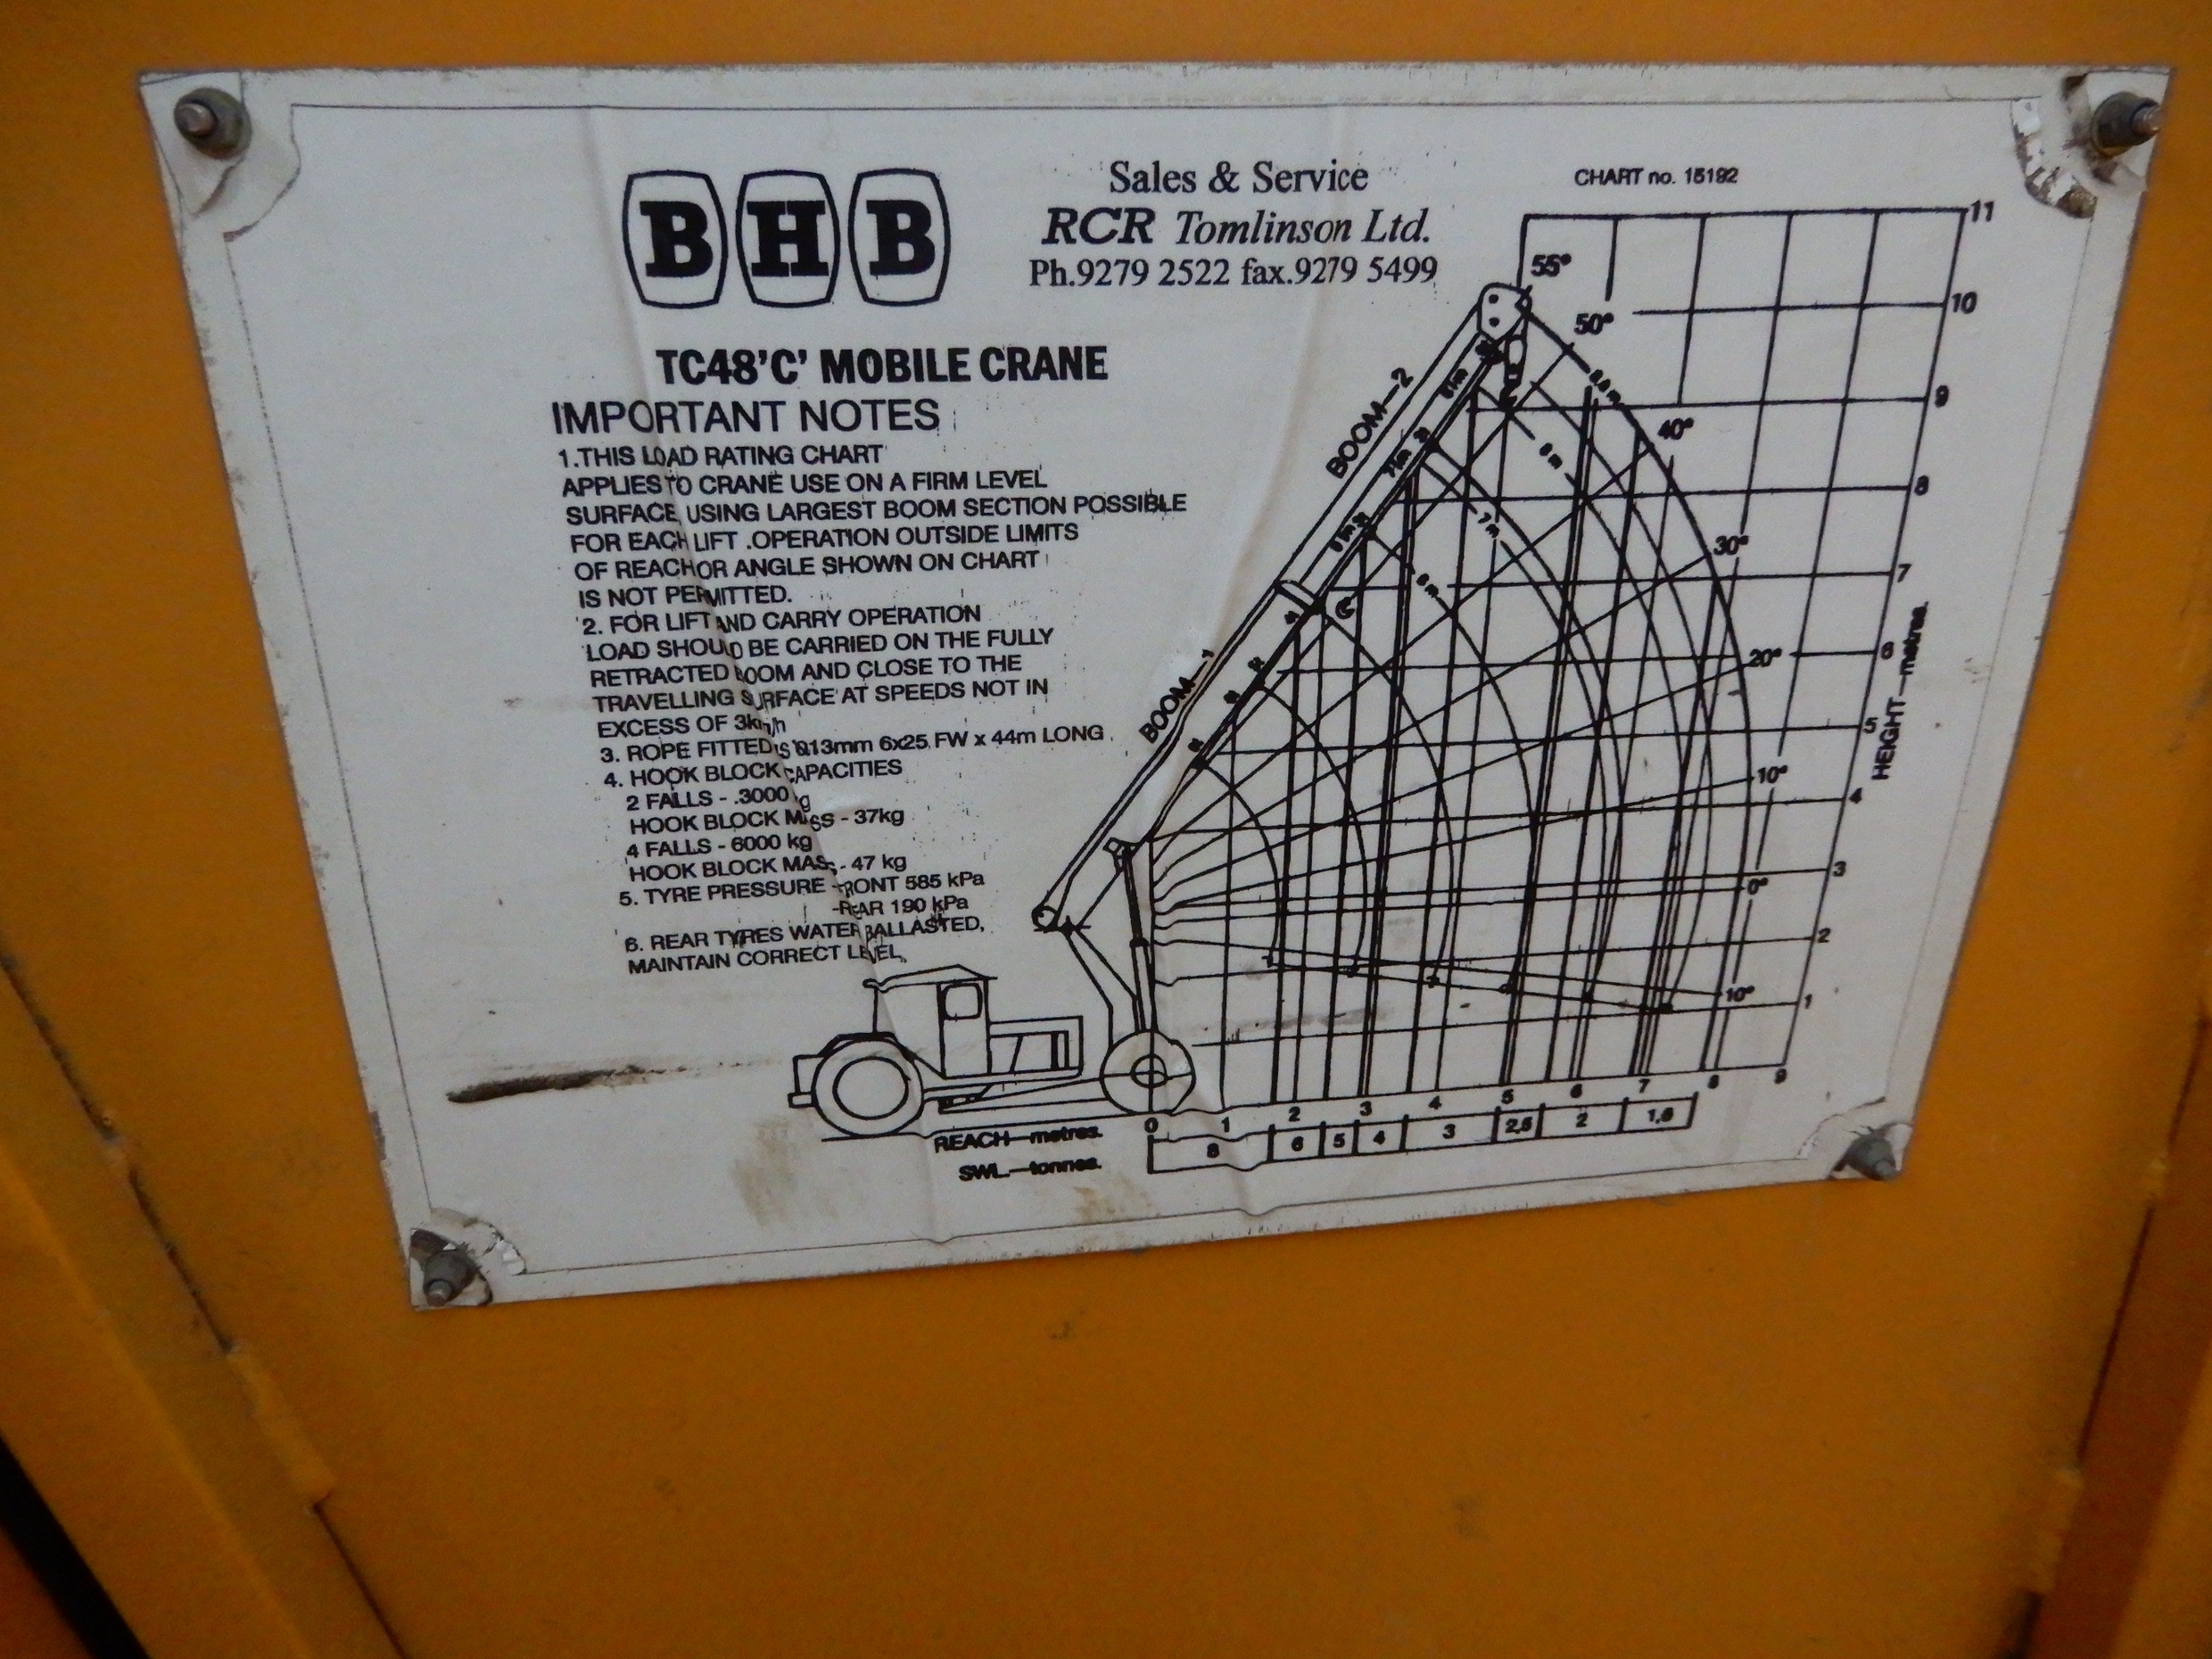 BHB
Sales & Service
RCR Tomlinson Ltd.
Ph.9279 2522 fax.9279 5499
CHART no. 15192
TC48'C' MOBILE CRANE
IMPORTANT NOTES
1.THIS LOAD RATING CHART
APPLIES TO CRANE USE ON A FIRM LEVEL
SURFACE USING LARGEST BOOM SECTION POSSIBLE
FOR EACH LIFT .OPERATION OUTSIDE LIMITS
OF REACH OR ANGLE SHOWN ON CHART
IS NOT PERMITTED.
2. FOR LIFT AND CARRY OPERATION
LOAD SHOULD BE CARRIED ON THE FULLY
RETRACTED BOOM AND CLOSE TO THE
TRAVELLING SURFACE AT SPEEDS NOT IN
EXCESS OF 3km/h
3. ROPE FITTED IS Ø13mm 6x25 FW x 44m LONG
4. HOOK BLOCK CAPACITIES
2 FALLS - .3000 kg
HOOK BLOCK MASS - 37kg
4 FALLS - 6000 kg
HOOK BLOCK MASS - 47 kg
5. TYRE PRESSURE -FRONT 585 kPa
-REAR 190 kPa
6. REAR TYRES WATER BALLASTED,
MAINTAIN CORRECT LEVEL
BOOM—2
BOOM—1
55°
50°
40°
30°
20°
10°
0°
10°
8 m
7 m
6 m
11
10
9
8
7
6
5
4
3
2
1
HEIGHT—metres.
REACH—metres. 0 1 2 3 4 5 6 7 8 9
SWL—tonnes. 8 6 5 4 3 2,5 2 1,6